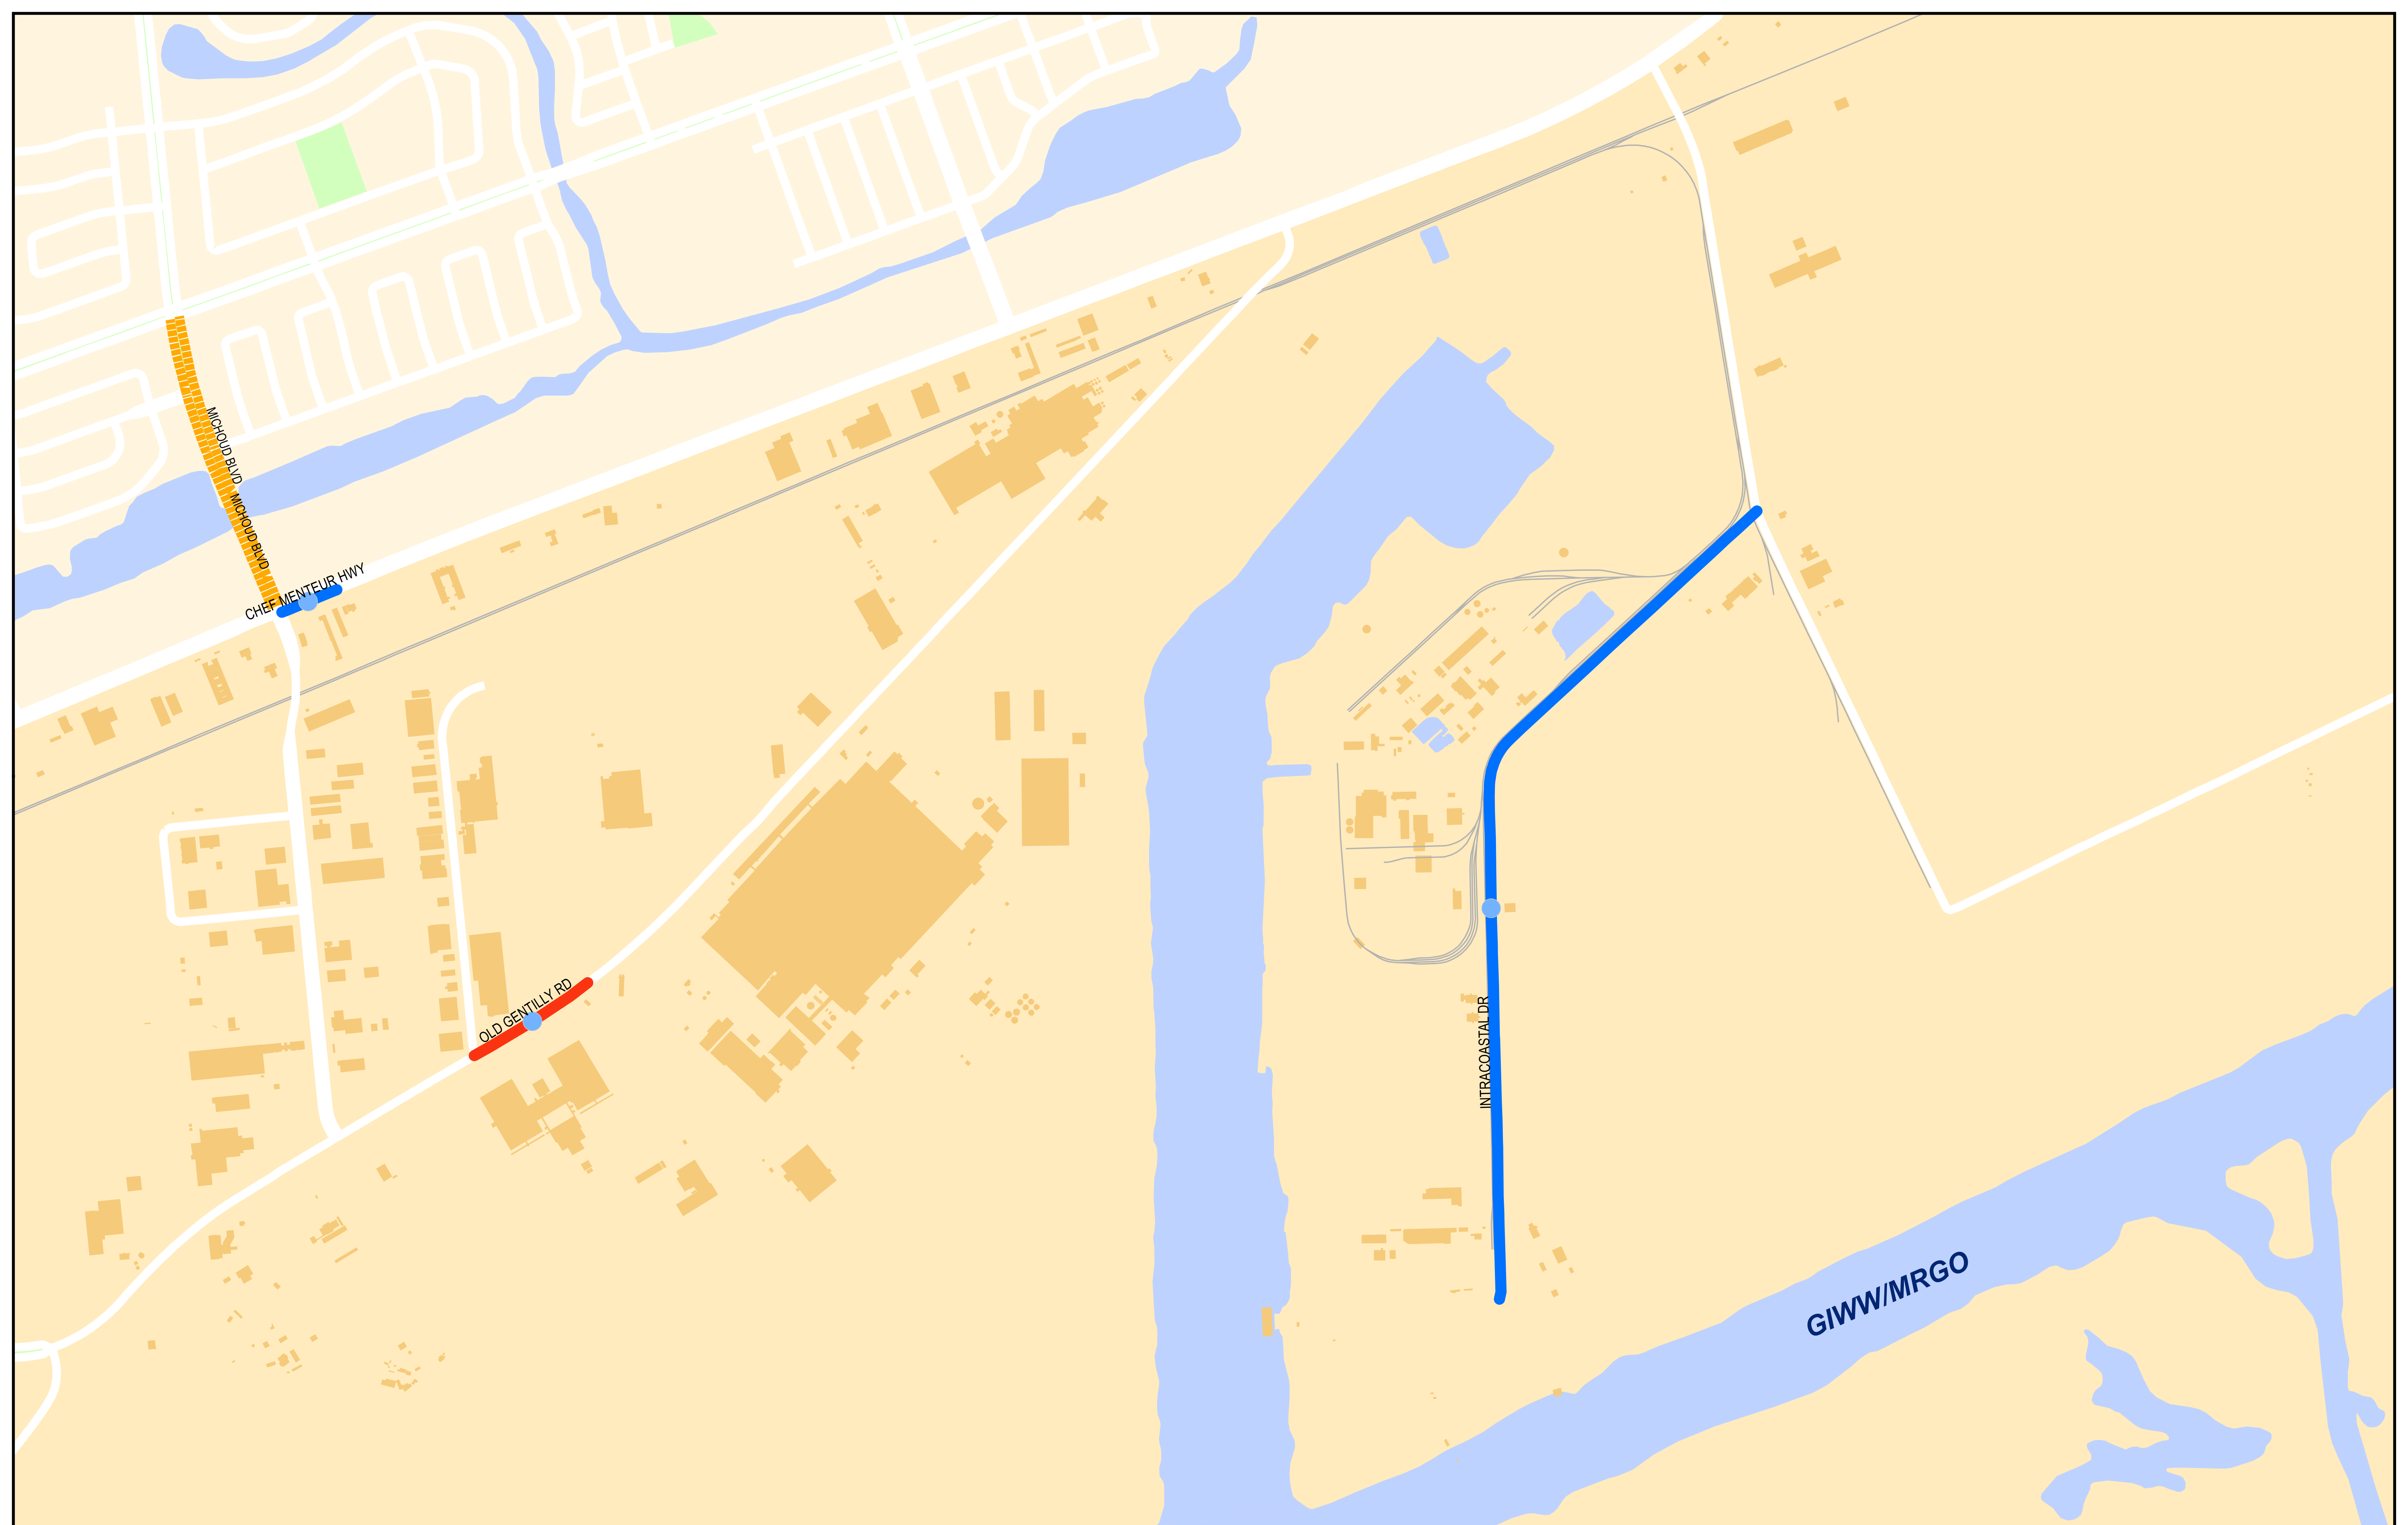 MICHOUD BLVD
MICHOUD BLVD
CHEF MENTEUR HWY
OLD GENTILLY RD
INTRACOASTAL DR
GIWW/MRGO